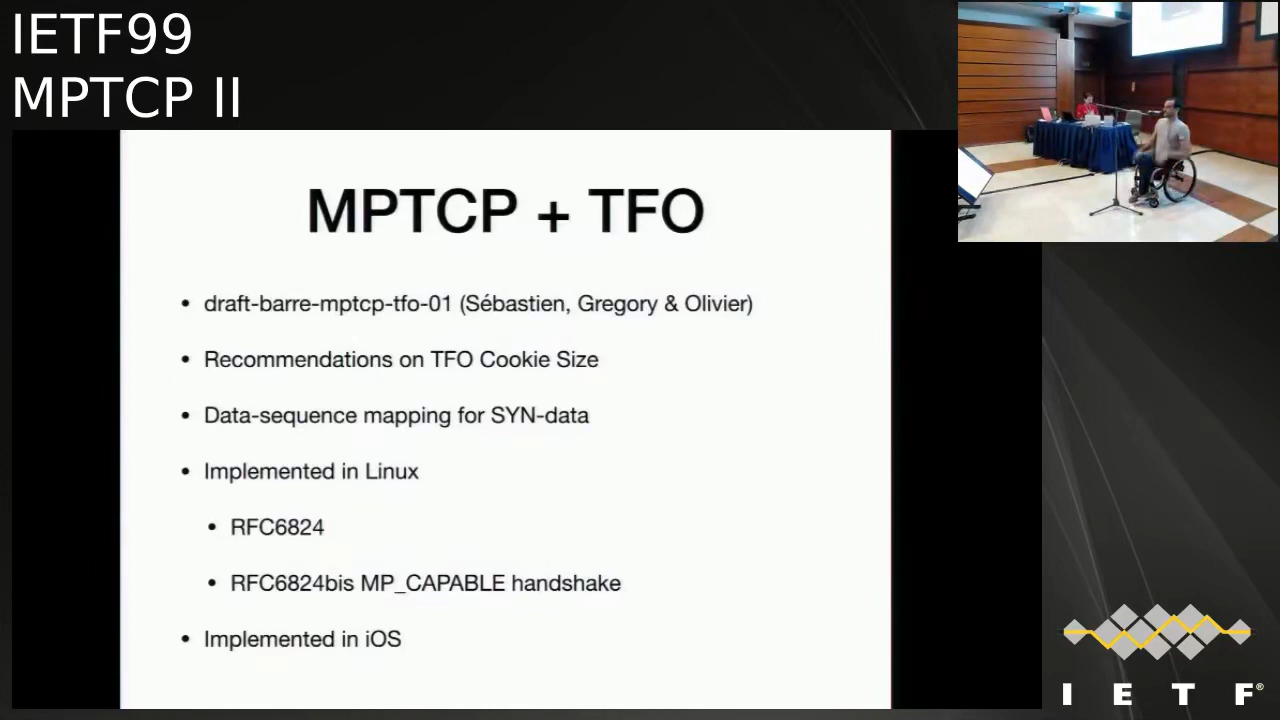 IETF99
MPTCP II
MPTCP + TFO
• draft-barre-mptcp-tfo-01 (Sébastien, Gregory & Olivier)
• Recommendations on TFO Cookie Size
• Data-sequence mapping for SYN-data
• Implemented in Linux
• RFC6824
• RFC6824bis MP_CAPABLE handshake
• Implemented in iOS
I E T F®